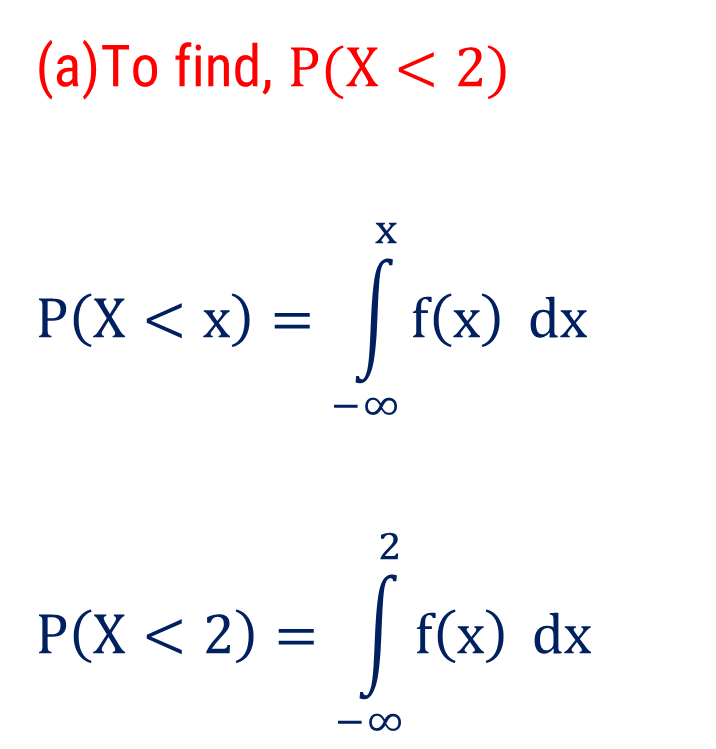 (a)To find, P(X < 2)
P(X < x) = ∫_{−∞}^{x} f(x) dx
P(X < 2) = ∫_{−∞}^{2} f(x) dx